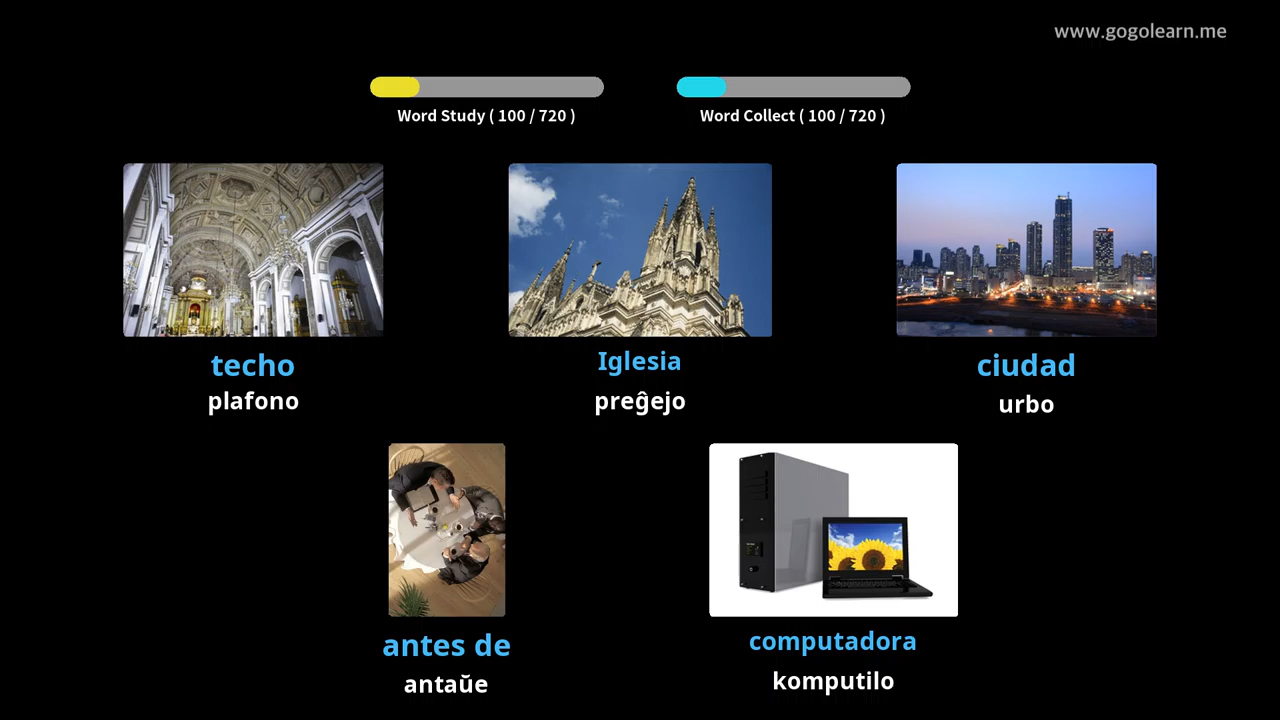 www.gogolearn.me
Word Study ( 100 / 720 )
Word Collect ( 100 / 720 )
techo
plafono
Iglesia
preĝejo
ciudad
urbo
antes de
antaŭe
computadora
komputilo